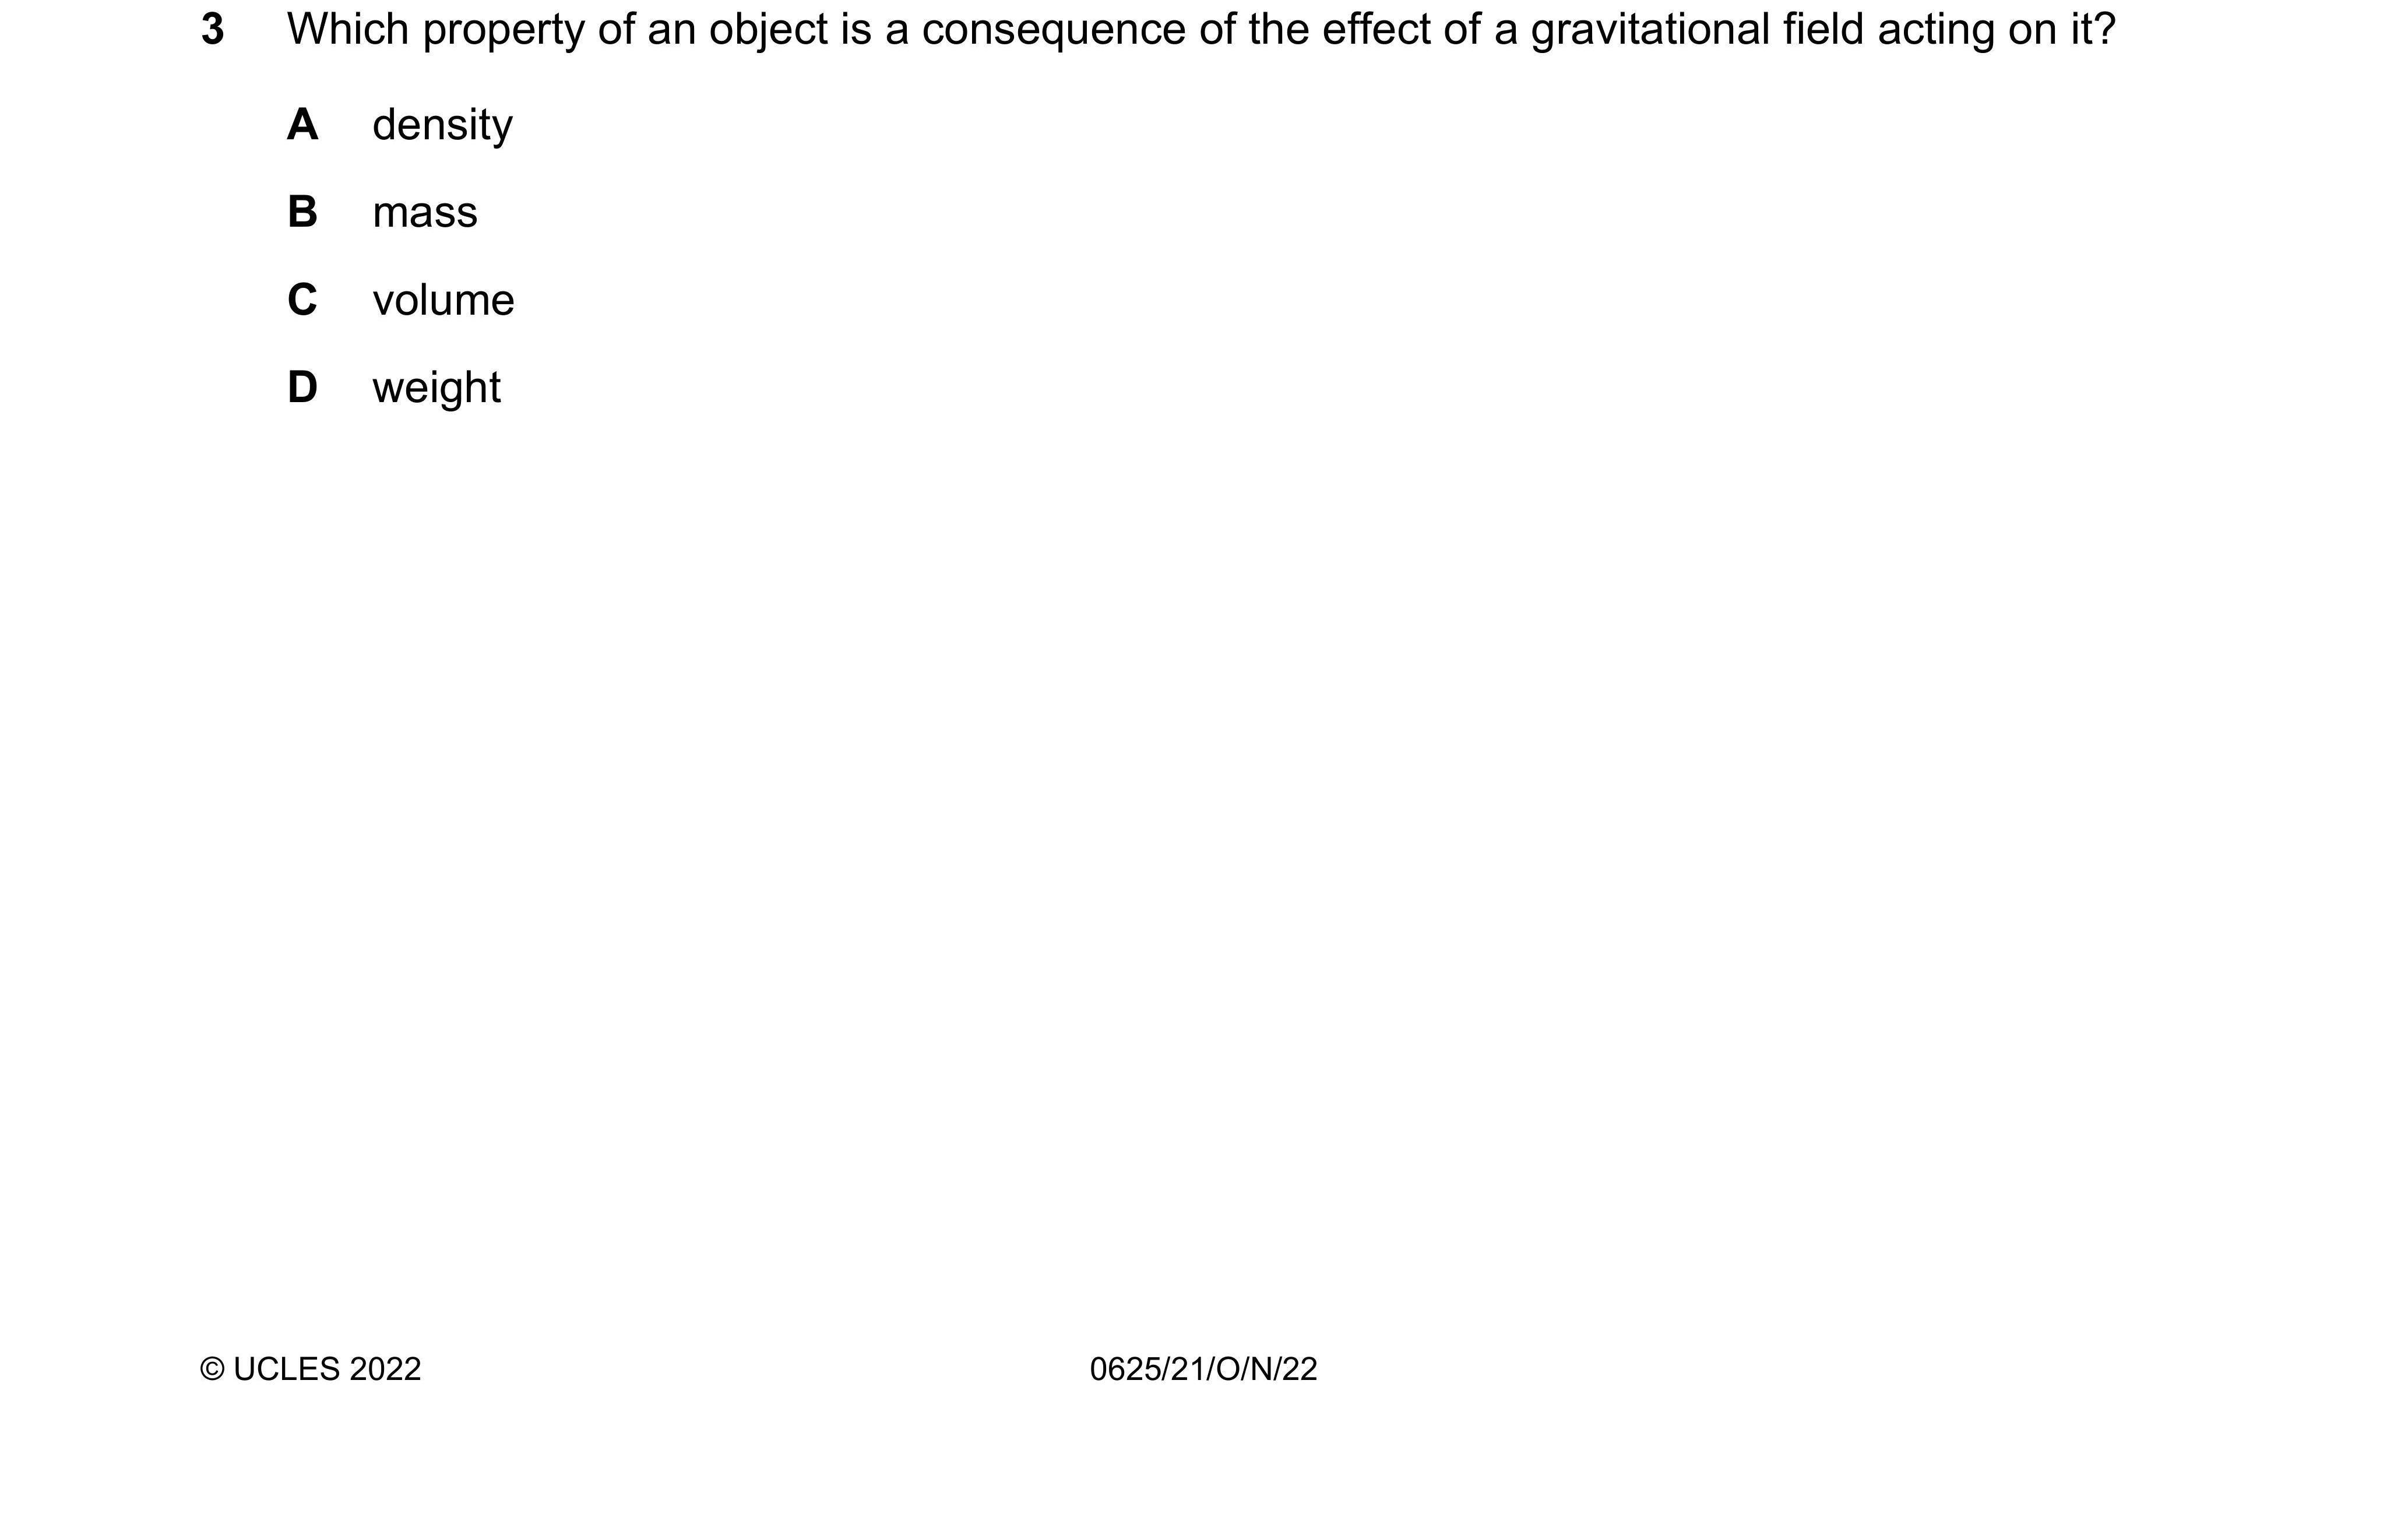 3 Which property of an object is a consequence of the effect of a gravitational field acting on it?
A density
B mass
C volume
D weight
© UCLES 2022 0625/21/O/N/22